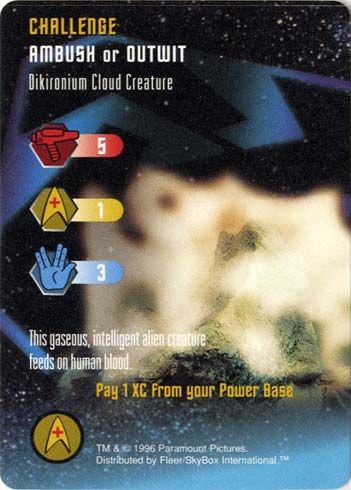 CHALLENGE
AMBUSH or OUTWIT
Dikironium Cloud Creature
5
1
3
This gaseous, intelligent alien creature
feeds on human blood.
Pay 1 XC From your Power Base
TM & © 1996 Paramount Pictures.
Distributed by Fleer/SkyBox International.™